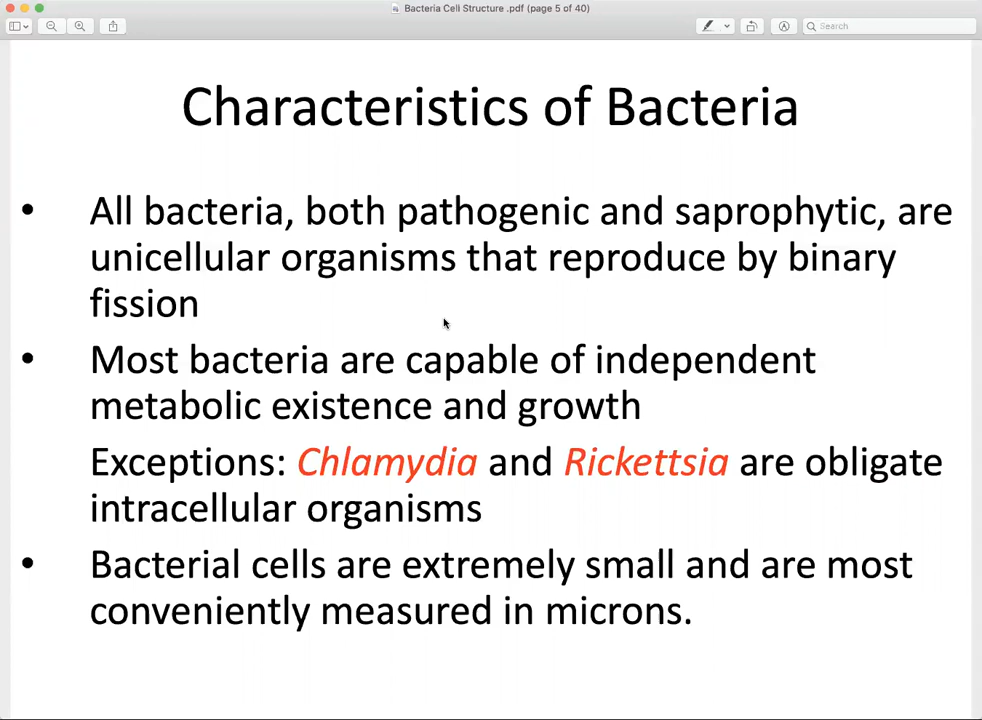 Bacteria Cell Structure .pdf (page 5 of 40)
Search
Characteristics of Bacteria
• All bacteria, both pathogenic and saprophytic, are
unicellular organisms that reproduce by binary
fission
• Most bacteria are capable of independent
metabolic existence and growth
Exceptions: Chlamydia and Rickettsia are obligate
intracellular organisms
• Bacterial cells are extremely small and are most
conveniently measured in microns.